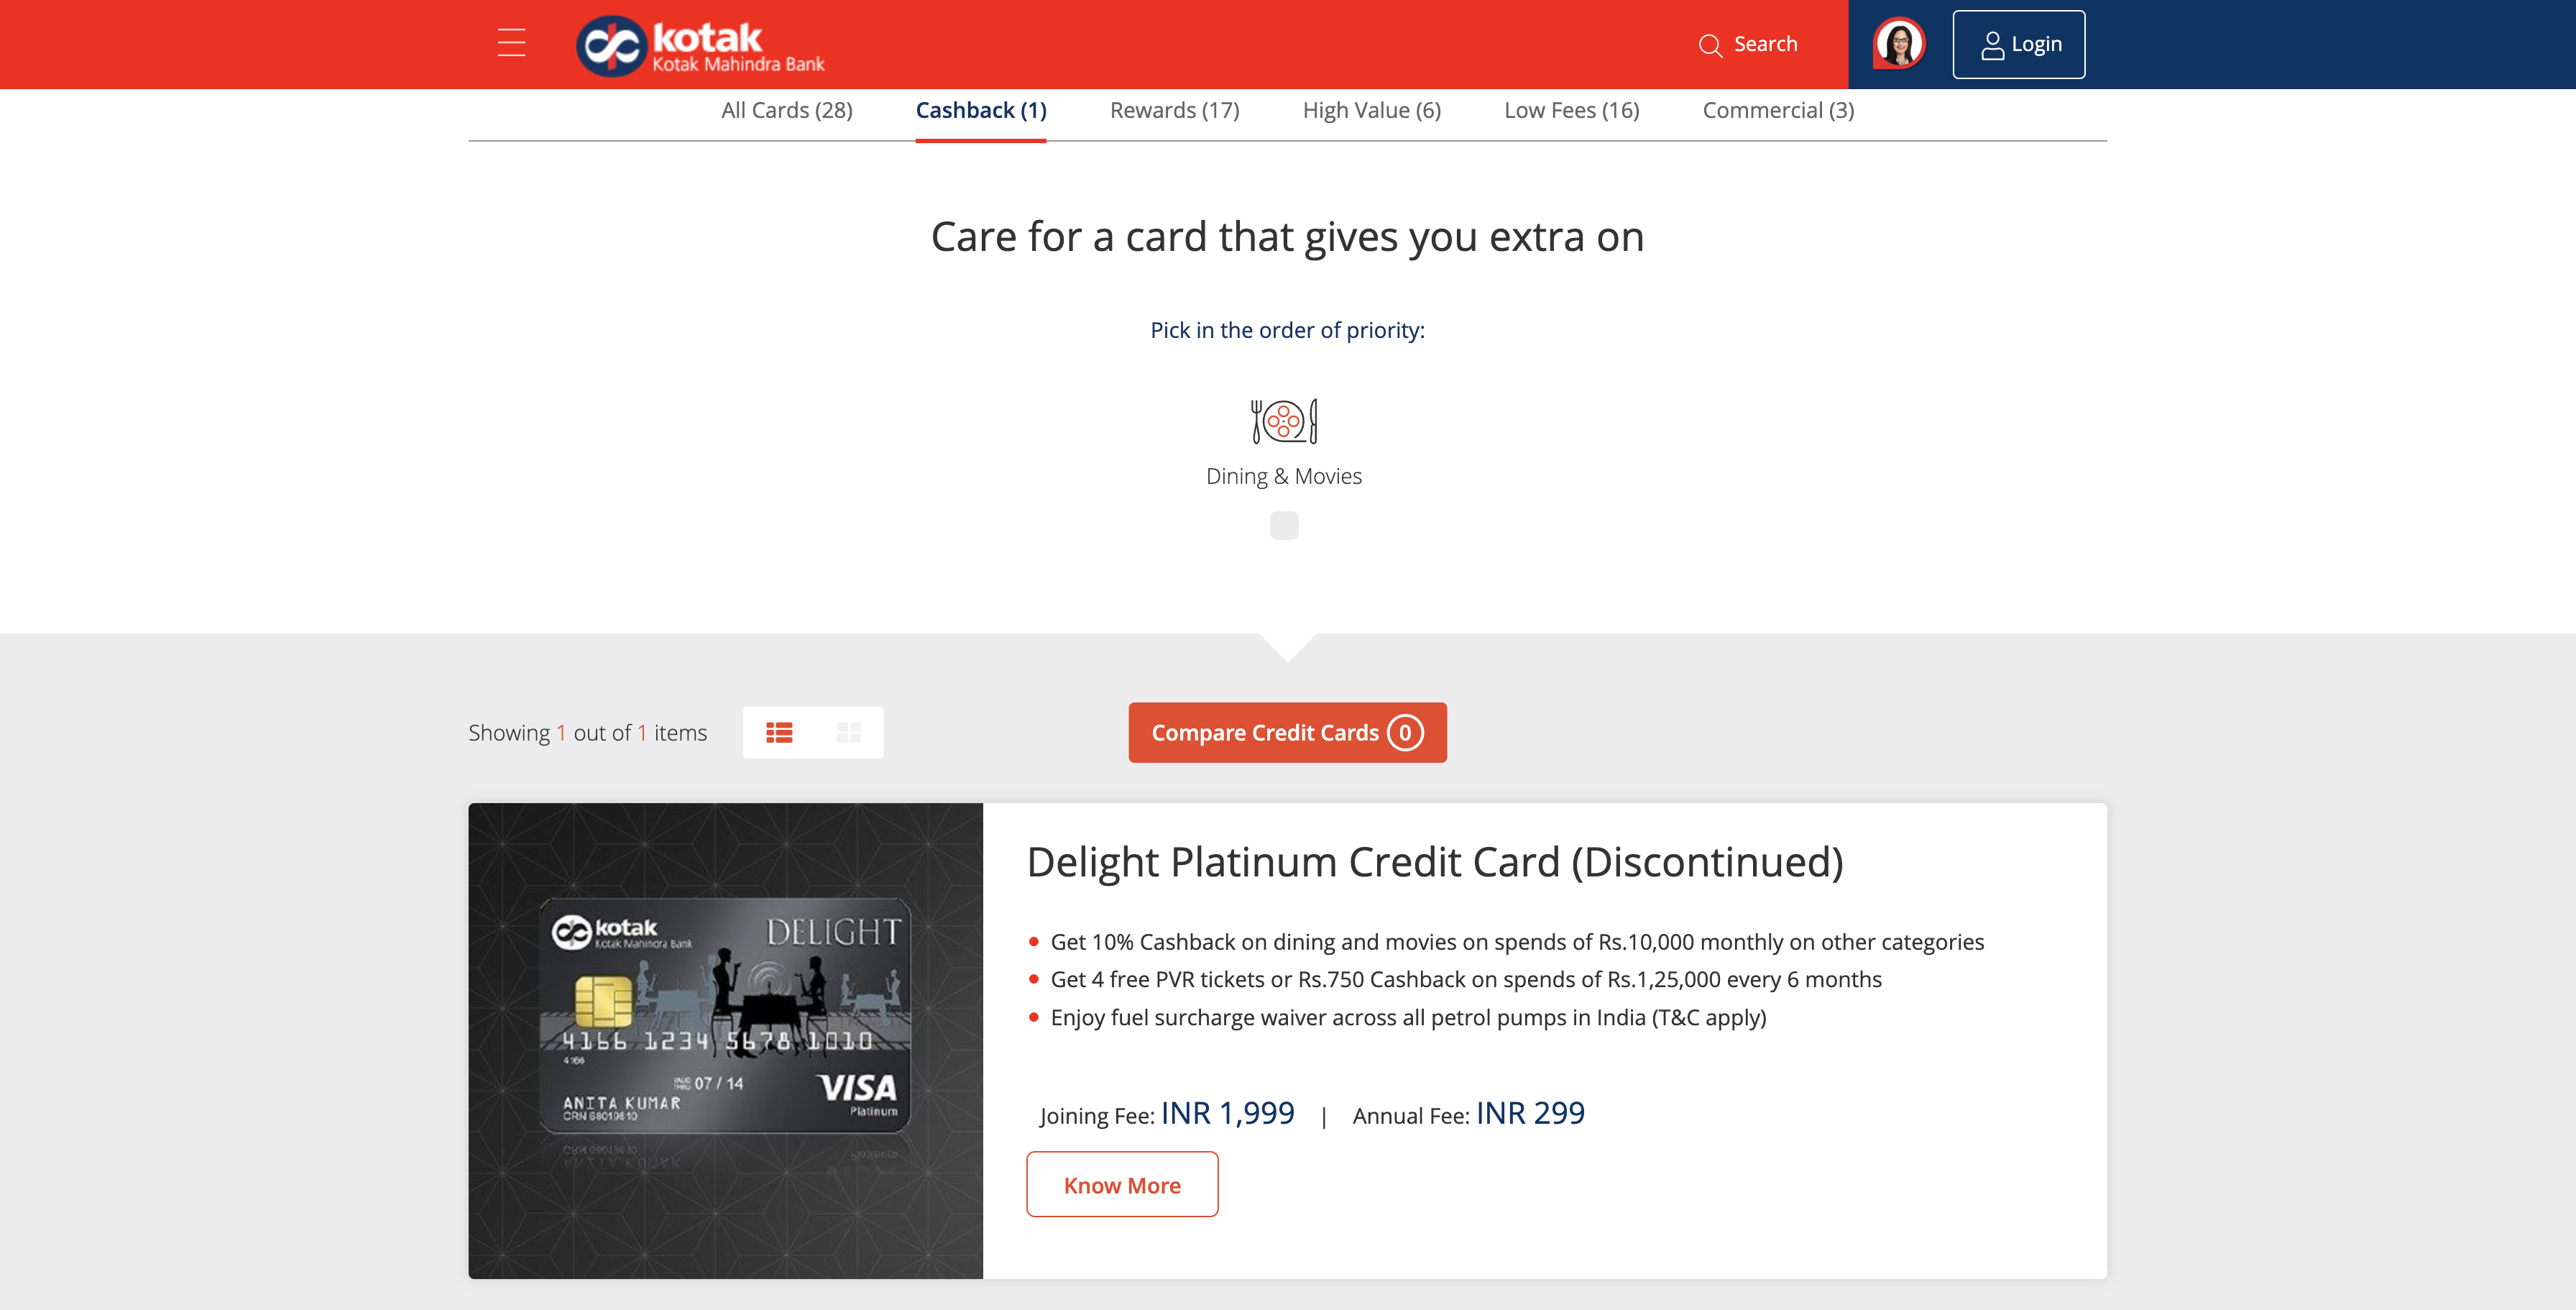 kotak
Kotak Mahindra Bank
Search
Login
All Cards (28) Cashback (1) Rewards (17) High Value (6) Low Fees (16) Commercial (3)
Care for a card that gives you extra on
Pick in the order of priority:
Dining & Movies
Showing 1 out of 1 items
Compare Credit Cards 0
kotak
Kotak Mahindra Bank
DELIGHT
4166 1234 5678 1010
4166
VALID THRU 07 / 14
ANITA KUMAR
VISA
Platinum
Delight Platinum Credit Card (Discontinued)
Get 10% Cashback on dining and movies on spends of Rs.10,000 monthly on other categories
Get 4 free PVR tickets or Rs.750 Cashback on spends of Rs.1,25,000 every 6 months
Enjoy fuel surcharge waiver across all petrol pumps in India (T&C apply)
Joining Fee: INR 1,999 | Annual Fee: INR 299
Know More